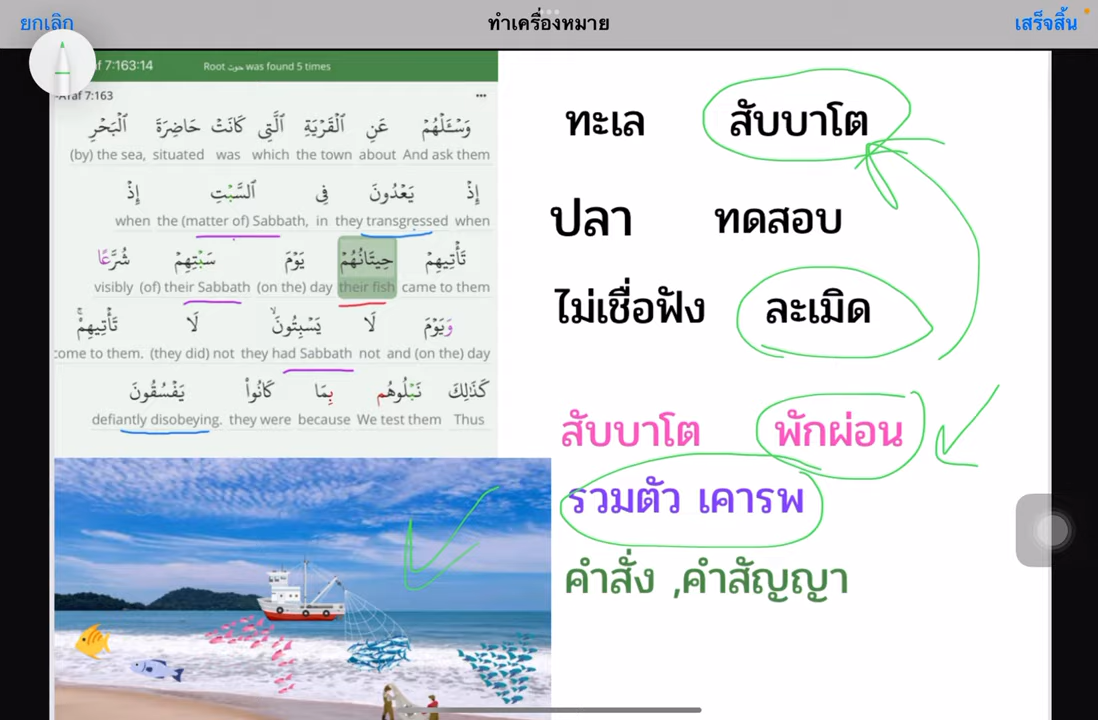 ยกเลิก ทำเครื่องหมาย เสร็จสิ้น
af 7:163:14 Root حوت was found 5 times
-A'raf 7:163
وَسْـَٔلْهُمْ عَنِ ٱلْقَرْيَةِ ٱلَّتِى كَانَتْ حَاضِرَةَ ٱلْبَحْرِ
(by) the sea, situated was which the town about And ask them
إِذْ يَعْدُونَ فِى ٱلسَّبْتِ إِذْ
when the (matter of) Sabbath, in they transgressed when
تَأْتِيهِمْ حِيتَانُهُمْ يَوْمَ سَبْتِهِمْ شُرَّعًا
visibly (of) their Sabbath (on the) day their fish came to them
وَيَوْمَ لَا يَسْبِتُونَ ۙ لَا تَأْتِيهِمْ ۚ
come to them. (they did) not they had Sabbath not and (on the) day
كَذَٰلِكَ نَبْلُوهُم بِمَا كَانُوا۟ يَفْسُقُونَ
defiantly disobeying. they were because We test them Thus
ทะเล สับบาโต
ปลา ทดสอบ
ไม่เชื่อฟัง ละเมิด
สับบาโต พักผ่อน
รวมตัว เคารพ
คำสั่ง ,คำสัญญา